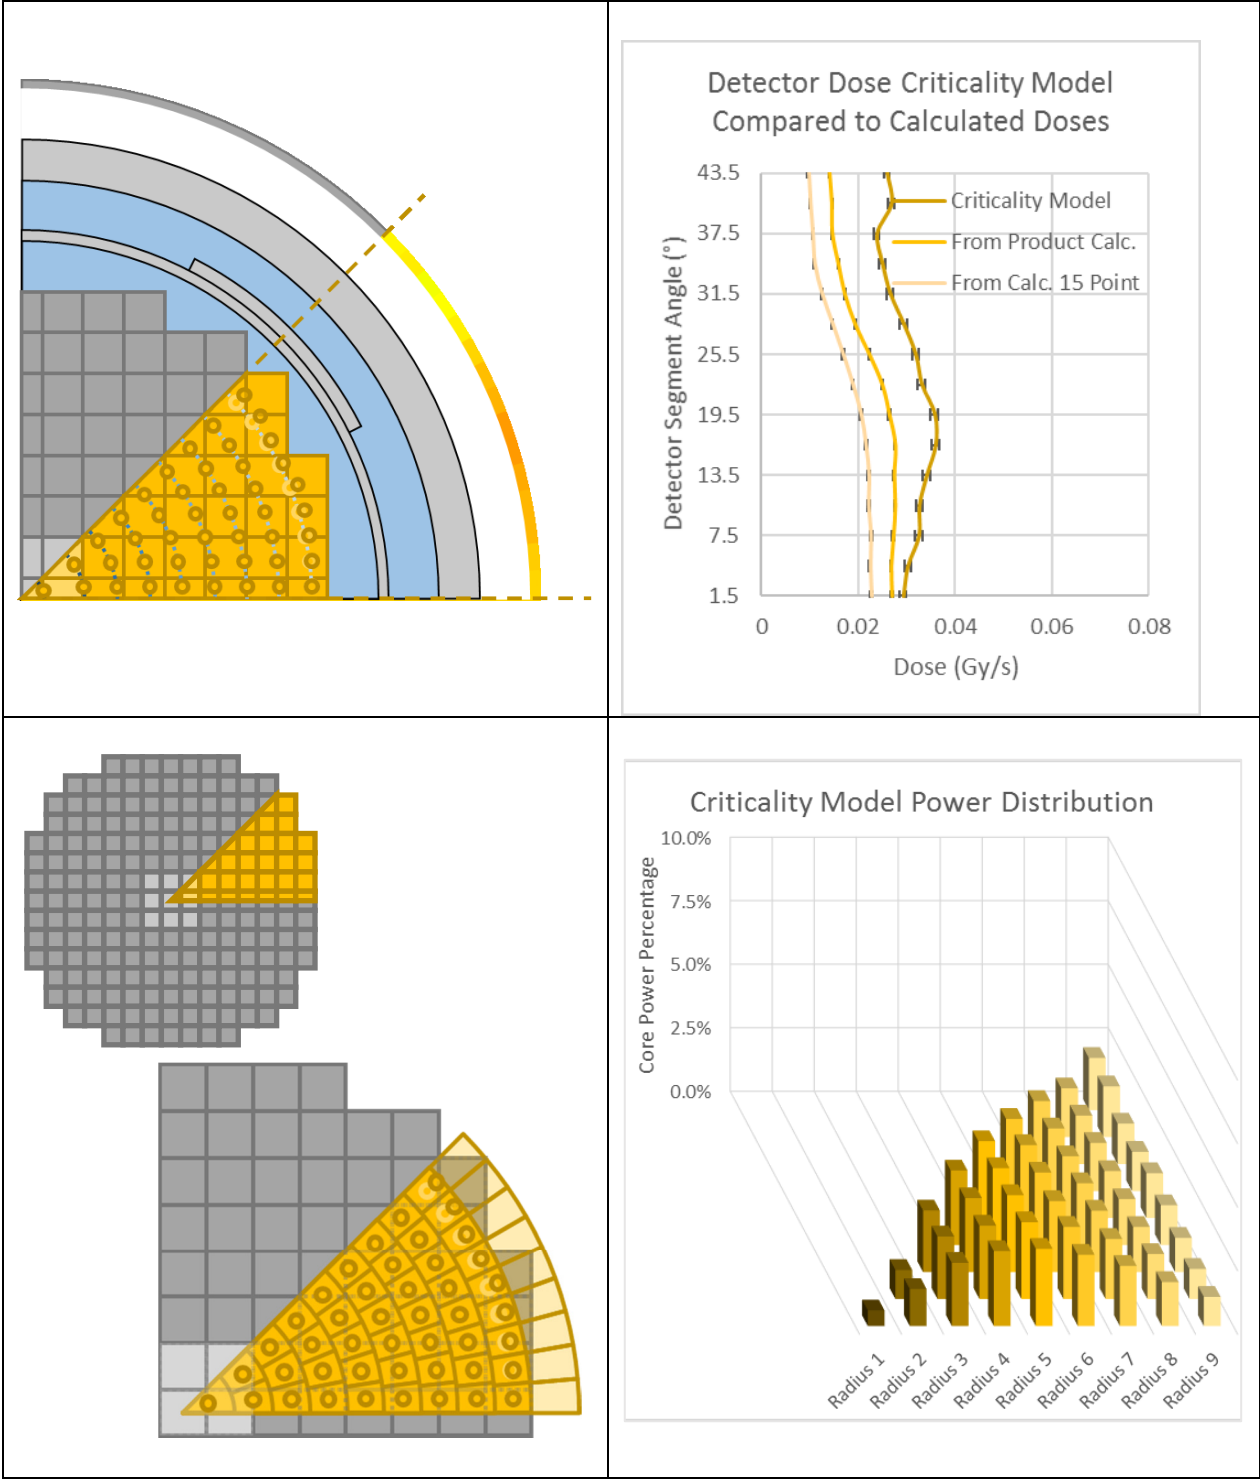 Detector Dose Criticality Model
Compared to Calculated Doses
Detector Segment Angle (°)
43.5
37.5
31.5
25.5
19.5
13.5
7.5
1.5
Criticality Model
From Product Calc.
From Calc. 15 Point
0
0.02
0.04
0.06
0.08
Dose (Gy/s)
Criticality Model Power Distribution
Core Power Percentage
10.0%
7.5%
5.0%
2.5%
0.0%
Radius 1
Radius 2
Radius 3
Radius 4
Radius 5
Radius 6
Radius 7
Radius 8
Radius 9